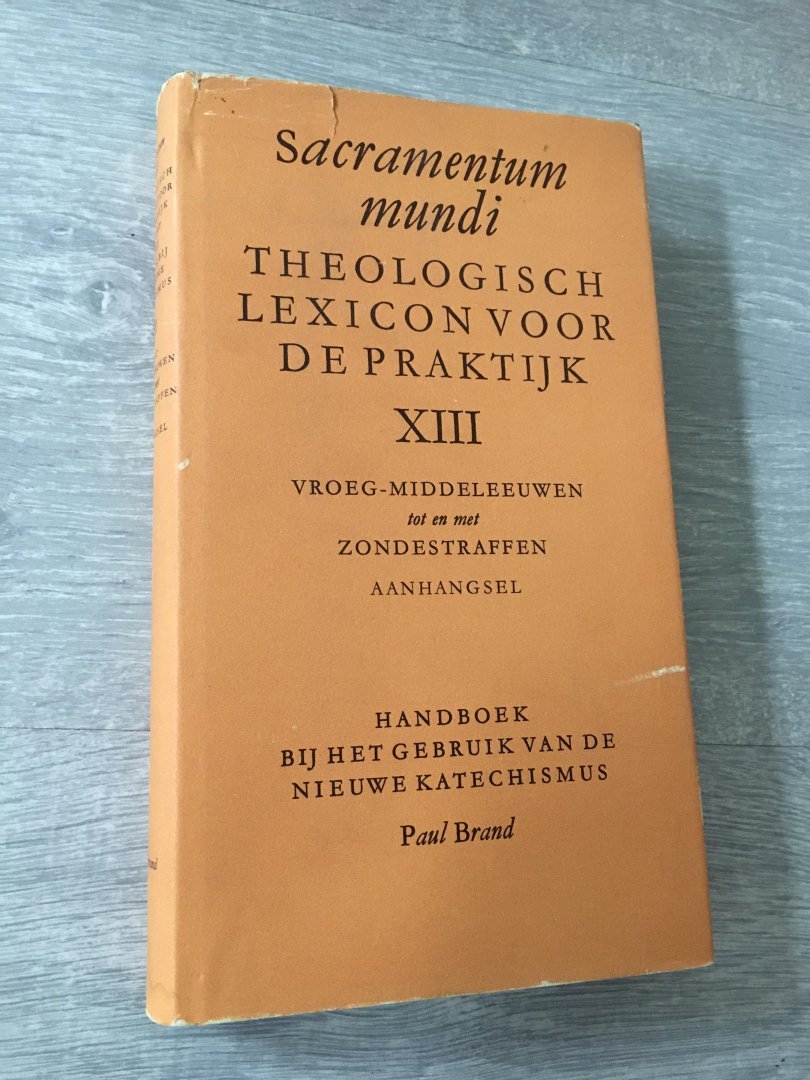 Sacramentum
mundi
THEOLOGISCH
LEXICON VOOR
DE PRAKTIJK
XIII
VROEG-MIDDELEEUWEN
tot en met
ZONDESTRAFFEN
AANHANGSEL
HANDBOEK
BIJ HET GEBRUIK VAN DE
NIEUWE KATECHISMUS
Paul Brand